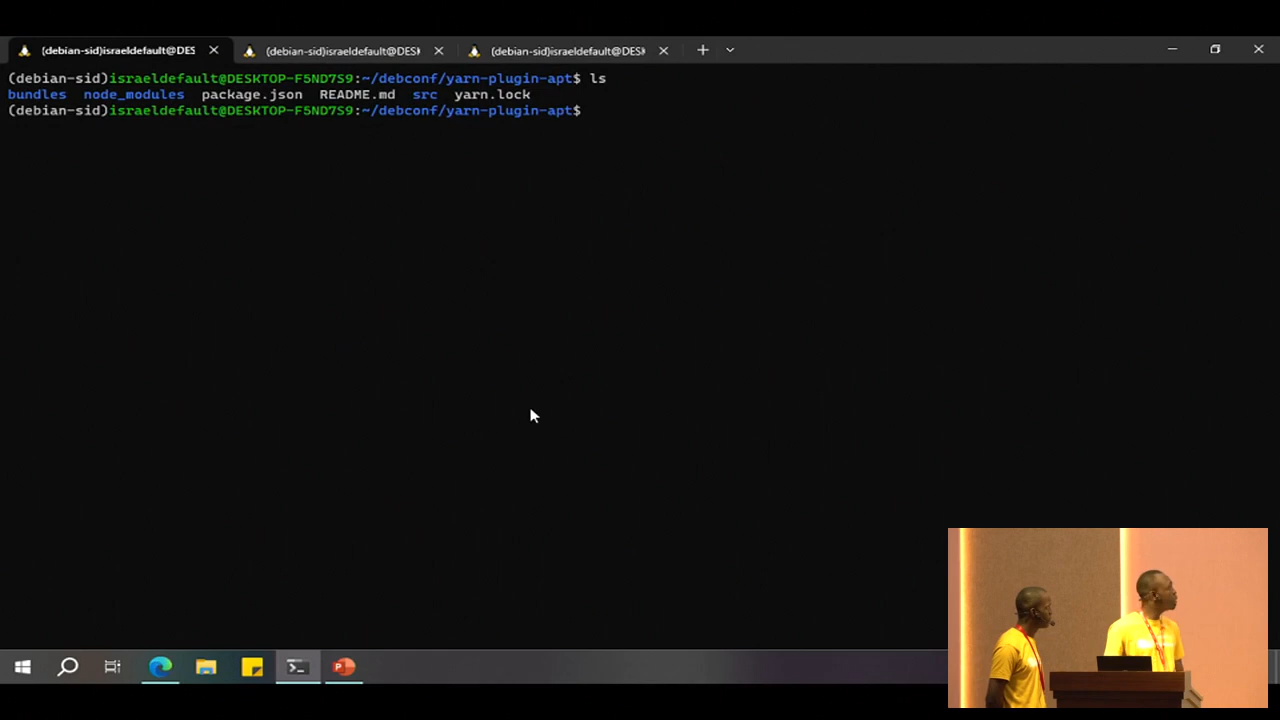 (debian-sid)israeldefault@DES
(debian-sid)israeldefault@DESK
(debian-sid)israeldefault@DESK
(debian-sid)israeldefault@DESKTOP-F5ND7S9:~/debconf/yarn-plugin-apt$ ls
bundles node_modules package.json README.md src yarn.lock
(debian-sid)israeldefault@DESKTOP-F5ND7S9:~/debconf/yarn-plugin-apt$